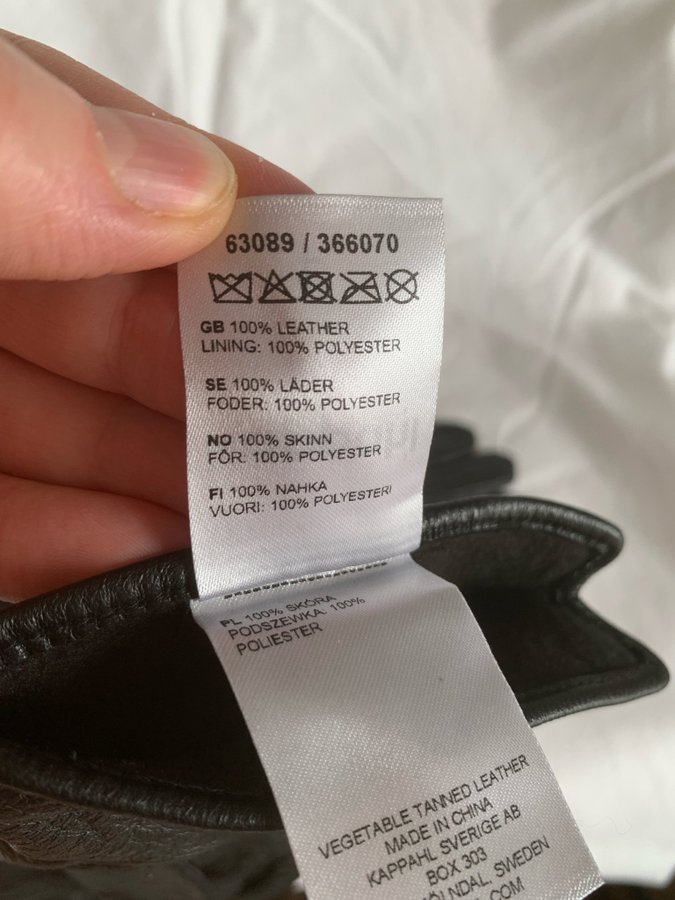 63089 / 366070
GB 100% LEATHER
LINING: 100% POLYESTER
SE 100% LÄDER
FODER: 100% POLYESTER
NO 100% SKINN
FÔR: 100% POLYESTER
FI 100% NAHKA
VUORI: 100% POLYESTERI
PL 100% SKÓRA
PODSZEWKA 100%
POLIESTER
VEGETABLE TANNED LEATHER
MADE IN CHINA
KAPPAHL SVERIGE AB
BOX 303
SWEDEN